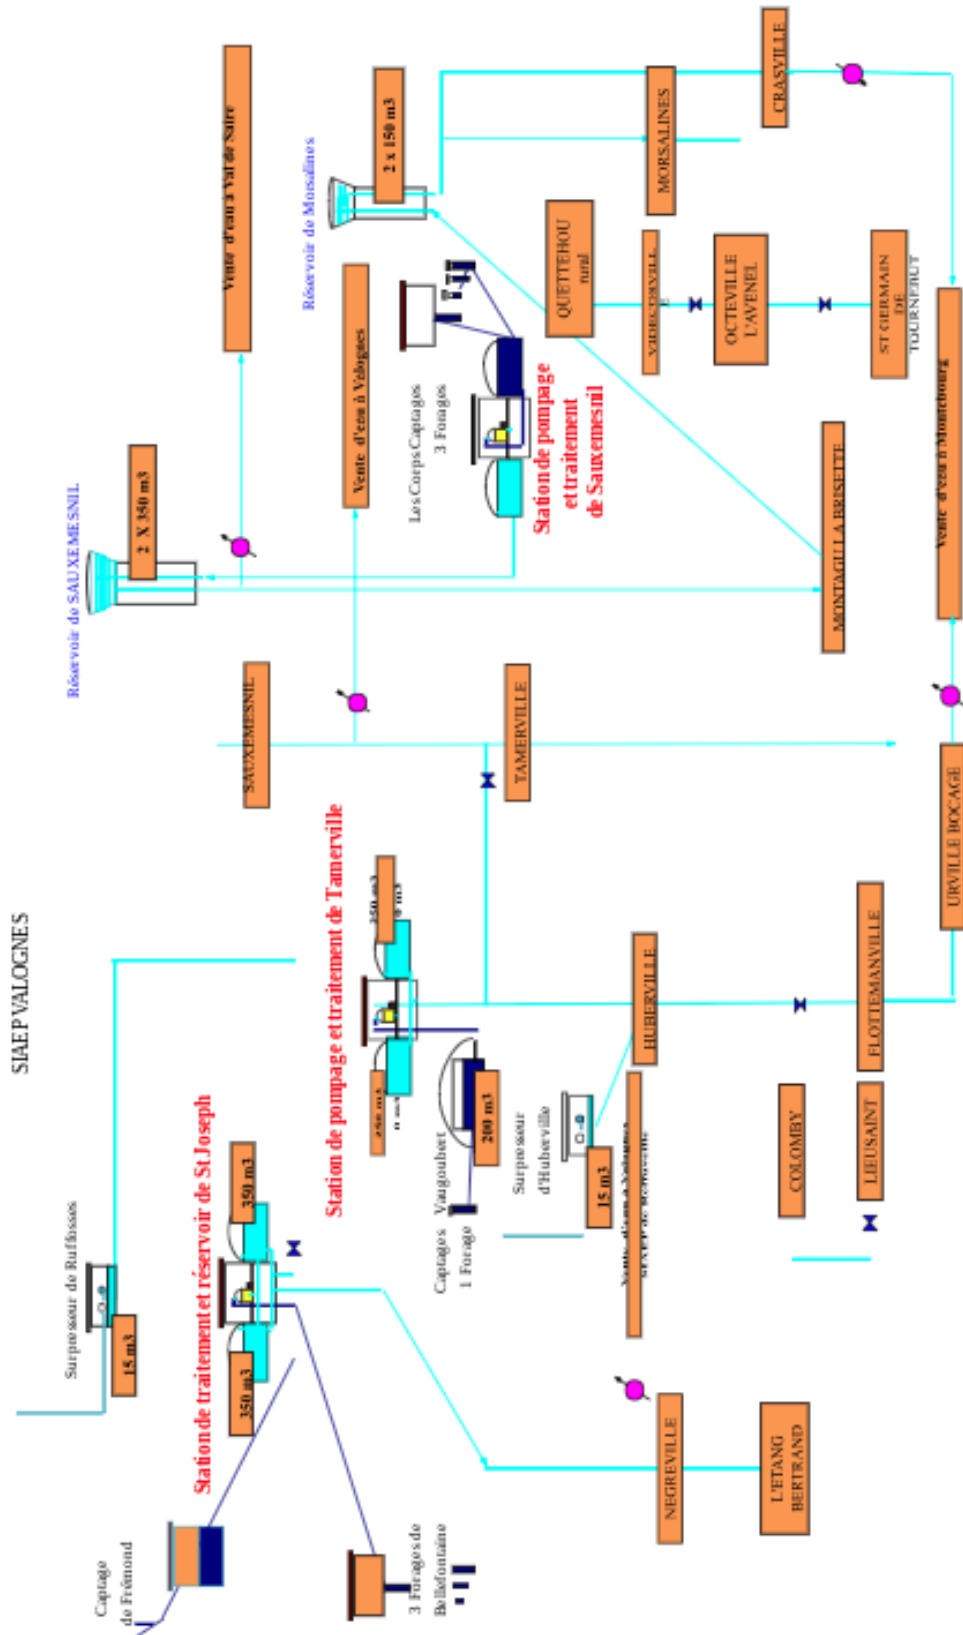 SIAEP VALOGNES
Captage
de Frémond
3 Forages de
Bellefontaine
Surpresseur de Ruffosses
15 m3
Station de traitement et réservoir de St Joseph
350 m3
350 m3
NEGREVILLE
L'ETANG
BERTRAND
Station de pompage et traitement de Tamerville
250 m3
Captages Vaugoubert
1 Forage
200 m3
Surpresseur
d'Huberville
15 m3
HUBERVILLE
COLOMBY
LIEUSAINT
FLOTTEMANVILLE
URVILLE BOCAGE
Réservoir de SAUXEMESNIL
2 X 350 m3
SAUXEMESNIL
TAMERVILLE
Vente d'eau à Val de Saire
Vente d'eau à Valognes
Les Corps Captages
3 Forages
Station de pompage
et traitement
de Sauxemesnil
Réservoir de Morsalines
2 x 150 m3
MONTAIGU LA BRISETTE
QUETTEHOU
rural
OCTEVILLE
L'AVENEL
ST GERMAIN
DE
TOURNEBUT
MORSALINES
CRASVILLE
Vente d'eau à Montebourg